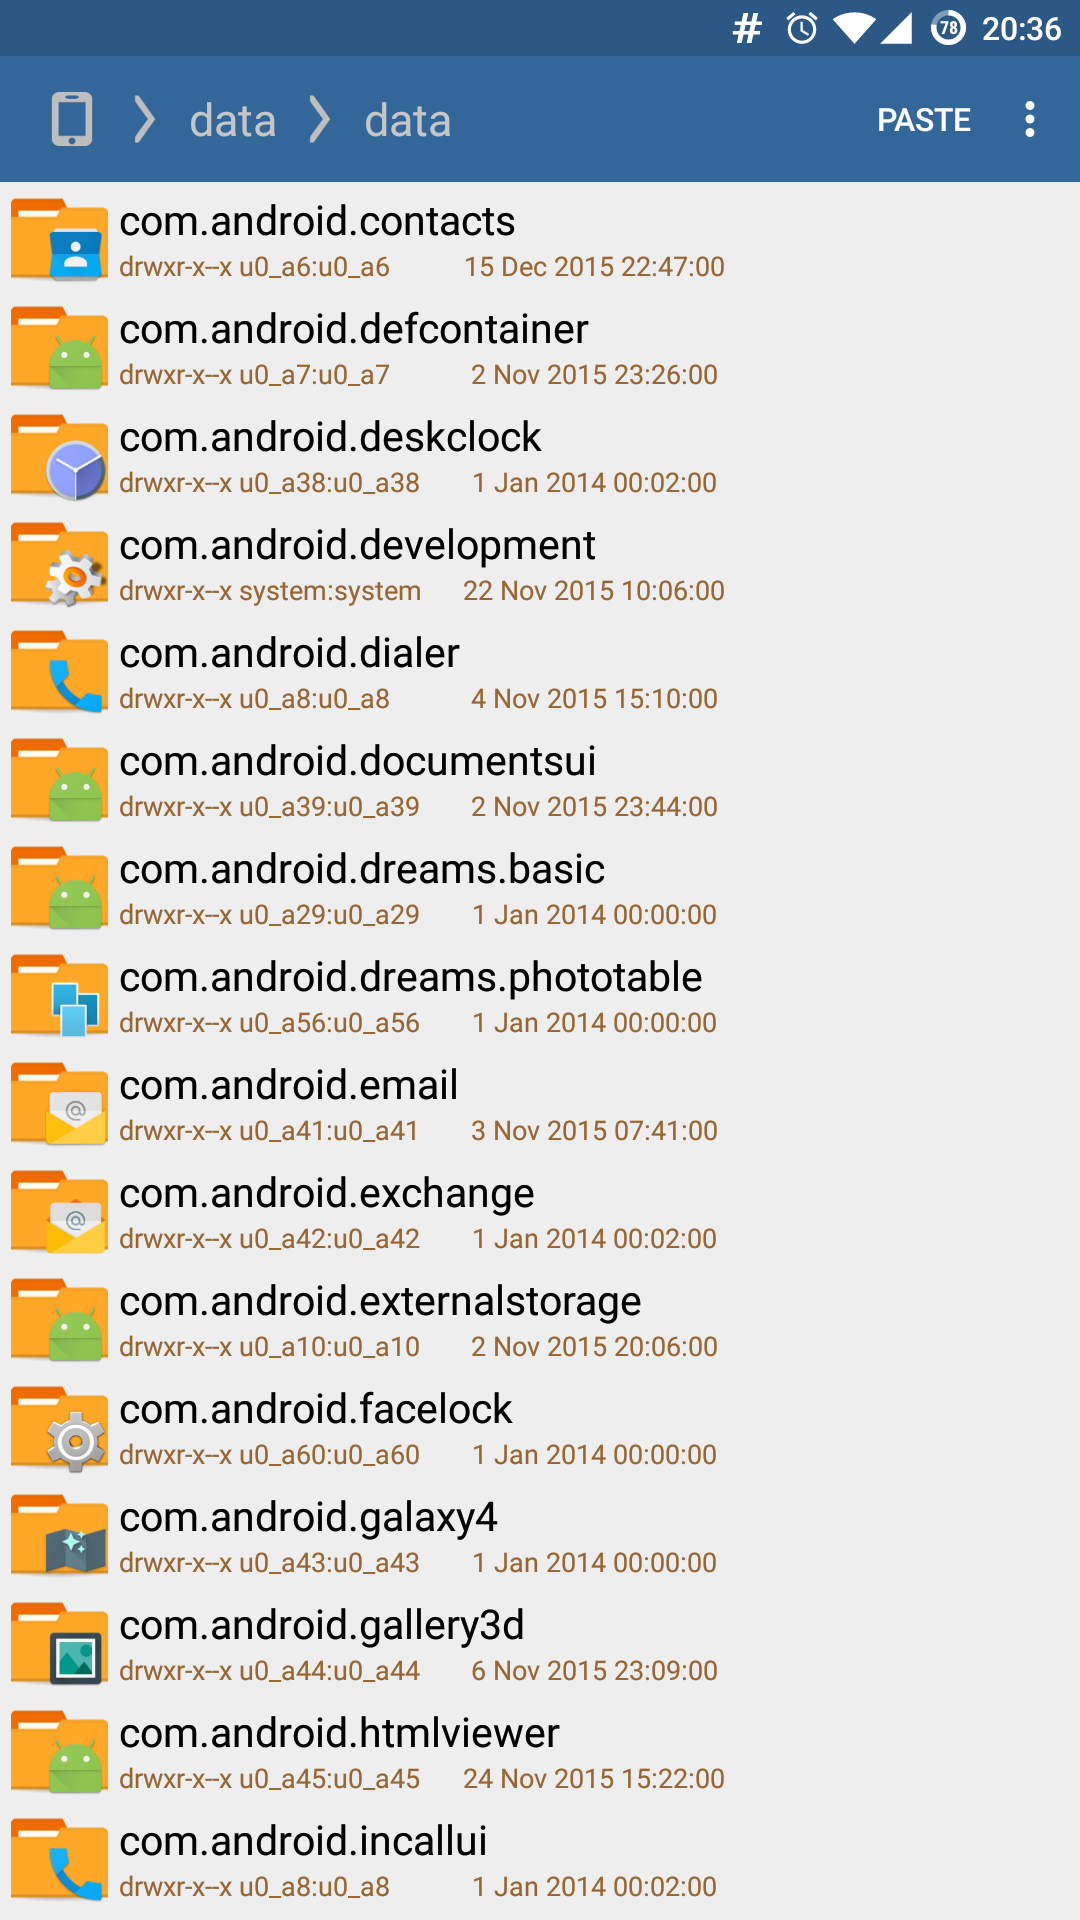 # 78 20:36
data data PASTE
com.android.contacts
drwxr-x--x u0_a6:u0_a6 15 Dec 2015 22:47:00
com.android.defcontainer
drwxr-x--x u0_a7:u0_a7 2 Nov 2015 23:26:00
com.android.deskclock
drwxr-x--x u0_a38:u0_a38 1 Jan 2014 00:02:00
com.android.development
drwxr-x--x system:system 22 Nov 2015 10:06:00
com.android.dialer
drwxr-x--x u0_a8:u0_a8 4 Nov 2015 15:10:00
com.android.documentsui
drwxr-x--x u0_a39:u0_a39 2 Nov 2015 23:44:00
com.android.dreams.basic
drwxr-x--x u0_a29:u0_a29 1 Jan 2014 00:00:00
com.android.dreams.phototable
drwxr-x--x u0_a56:u0_a56 1 Jan 2014 00:00:00
com.android.email
drwxr-x--x u0_a41:u0_a41 3 Nov 2015 07:41:00
com.android.exchange
drwxr-x--x u0_a42:u0_a42 1 Jan 2014 00:02:00
com.android.externalstorage
drwxr-x--x u0_a10:u0_a10 2 Nov 2015 20:06:00
com.android.facelock
drwxr-x--x u0_a60:u0_a60 1 Jan 2014 00:00:00
com.android.galaxy4
drwxr-x--x u0_a43:u0_a43 1 Jan 2014 00:00:00
com.android.gallery3d
drwxr-x--x u0_a44:u0_a44 6 Nov 2015 23:09:00
com.android.htmlviewer
drwxr-x--x u0_a45:u0_a45 24 Nov 2015 15:22:00
com.android.incallui
drwxr-x--x u0_a8:u0_a8 1 Jan 2014 00:02:00